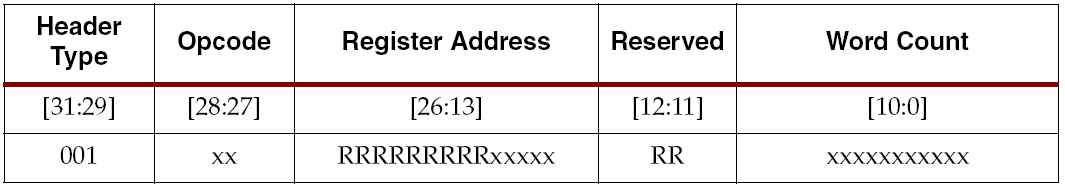 Header Type Opcode Register Address Reserved Word Count
[31:29] [28:27] [26:13] [12:11] [10:0]
001 xx RRRRRRRRRxxxxx RR xxxxxxxxxxx